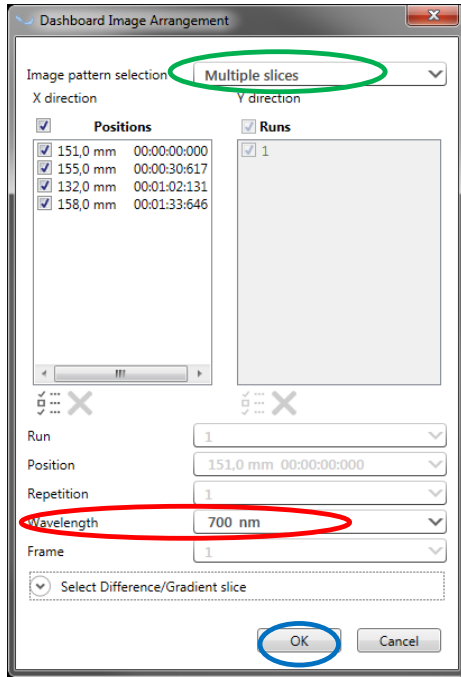 Dashboard Image Arrangement
Image pattern selection Multiple slices
X direction Y direction
Positions Runs
151,0 mm 00:00:00:000 1
155,0 mm 00:00:30:617
132,0 mm 00:01:02:131
158,0 mm 00:01:33:646
Run 1
Position 151,0 mm 00:00:00:000
Repetition 1
Wavelength 700 nm
Frame 1
Select Difference/Gradient slice
OK Cancel